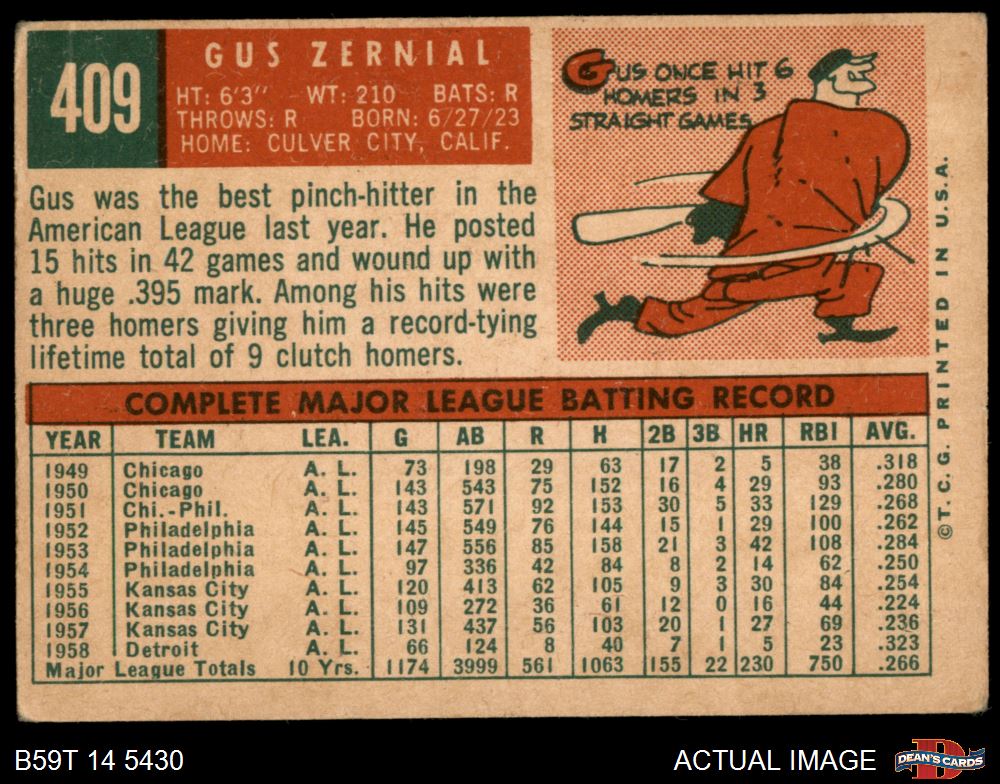 409
GUS ZERNIAL
HT: 6'3" WT: 210 BATS: R
THROWS: R BORN: 6/27/23
HOME: CULVER CITY, CALIF.
GUS ONCE HIT 6
HOMERS IN 3
STRAIGHT GAMES
Gus was the best pinch-hitter in the
American League last year. He posted
15 hits in 42 games and wound up with
a huge .395 mark. Among his hits were
three homers giving him a record-tying
lifetime total of 9 clutch homers.
COMPLETE MAJOR LEAGUE BATTING RECORD
YEAR TEAM LEA. G AB R H 2B 3B HR RBI AVG.
1949 Chicago A. L. 73 198 29 63 17 2 5 38 .318
1950 Chicago A. L. 143 543 75 152 16 4 29 93 .280
1951 Chi.-Phil. A. L. 143 571 92 153 30 5 33 129 .268
1952 Philadelphia A. L. 145 549 76 144 15 1 29 100 .262
1953 Philadelphia A. L. 147 556 85 158 21 3 42 108 .284
1954 Philadelphia A. L. 97 336 42 84 8 2 14 62 .250
1955 Kansas City A. L. 120 413 62 105 9 3 30 84 .254
1956 Kansas City A. L. 109 272 36 61 12 0 16 44 .224
1957 Kansas City A. L. 131 437 56 103 20 1 27 69 .236
1958 Detroit A. L. 66 124 8 40 7 1 5 23 .323
Major League Totals 10 Yrs. 1174 3999 561 1063 155 22 230 750 .266
©T.C.G. PRINTED IN U.S.A.
B59T 14 5430
ACTUAL IMAGE
DEAN'S CARDS